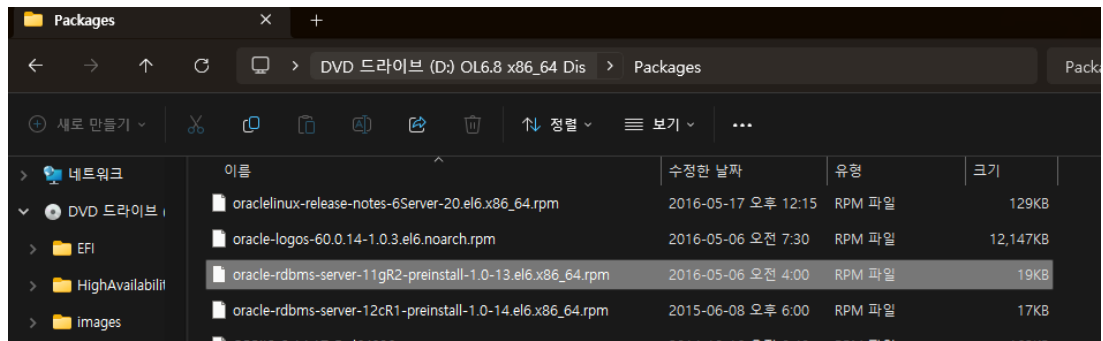 Packages
DVD 드라이브 (D:) OL6.8 x86_64 Dis > Packages
Packa
새로 만들기
정렬
보기
이름 수정한 날짜 유형 크기
네트워크
DVD 드라이브
EFI
HighAvailabilit
images
oraclelinux-release-notes-6Server-20.el6.x86_64.rpm 2016-05-17 오후 12:15 RPM 파일 129KB
oracle-logos-60.0.14-1.0.3.el6.noarch.rpm 2016-05-06 오전 7:30 RPM 파일 12,147KB
oracle-rdbms-server-11gR2-preinstall-1.0-13.el6.x86_64.rpm 2016-05-06 오전 4:00 RPM 파일 19KB
oracle-rdbms-server-12cR1-preinstall-1.0-14.el6.x86_64.rpm 2015-06-08 오후 6:00 RPM 파일 17KB